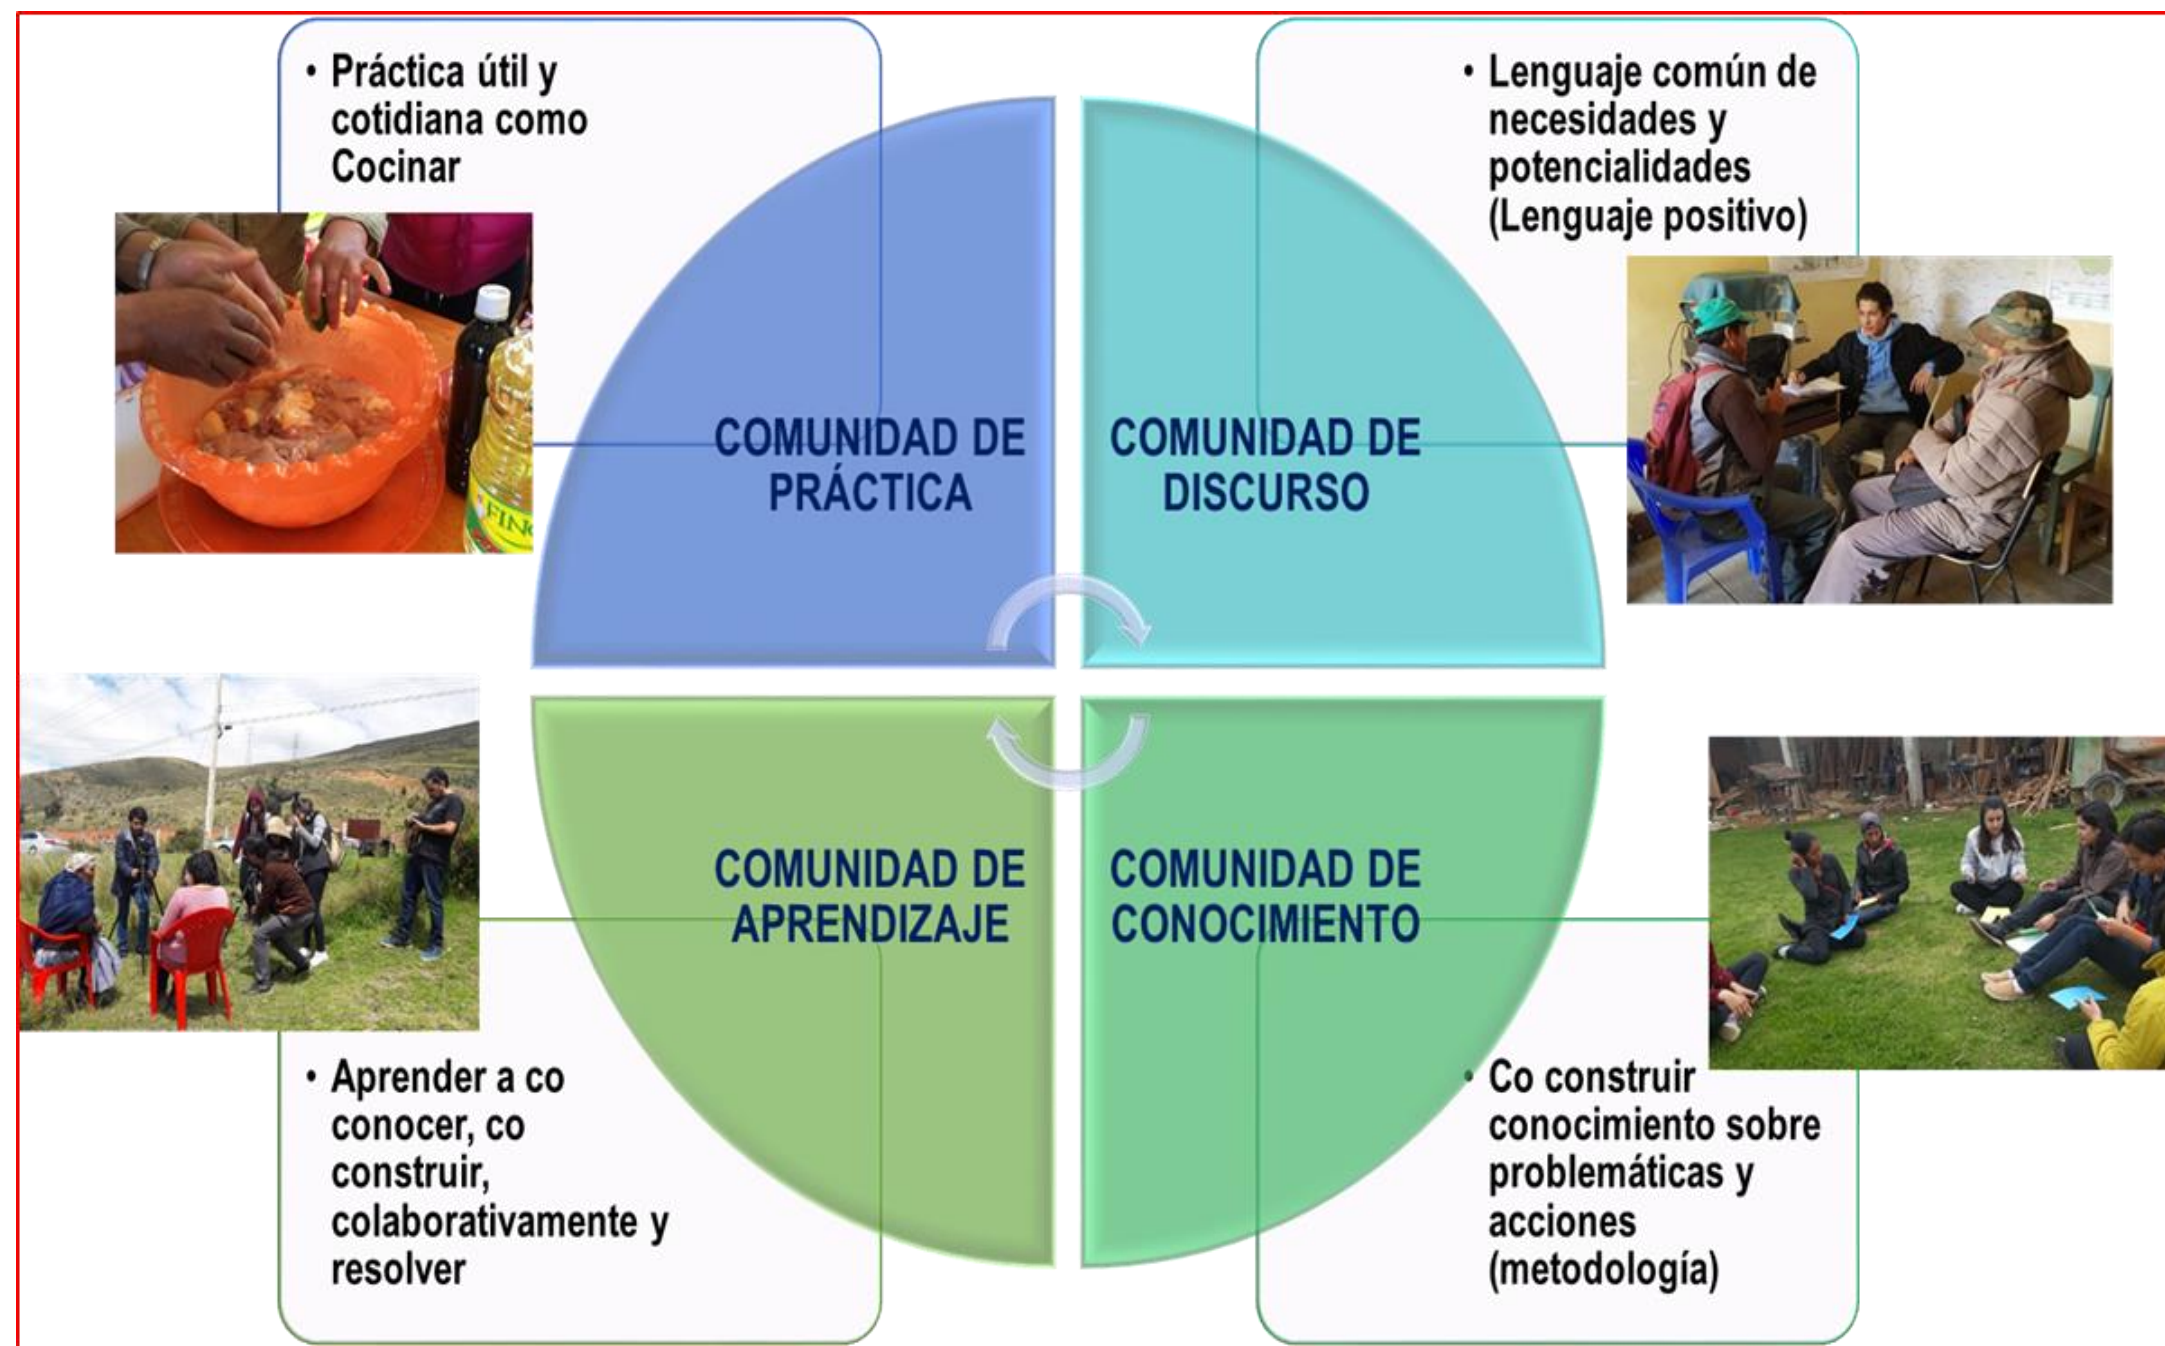 • Práctica útil y
cotidiana como
Cocinar
• Lenguaje común de
necesidades y
potencialidades
(Lenguaje positivo)
COMUNIDAD DE
PRÁCTICA
COMUNIDAD DE
DISCURSO
COMUNIDAD DE
APRENDIZAJE
COMUNIDAD DE
CONOCIMIENTO
• Aprender a co
conocer, co
construir,
colaborativamente y
resolver
• Co construir
conocimiento sobre
problemáticas y
acciones
(metodología)